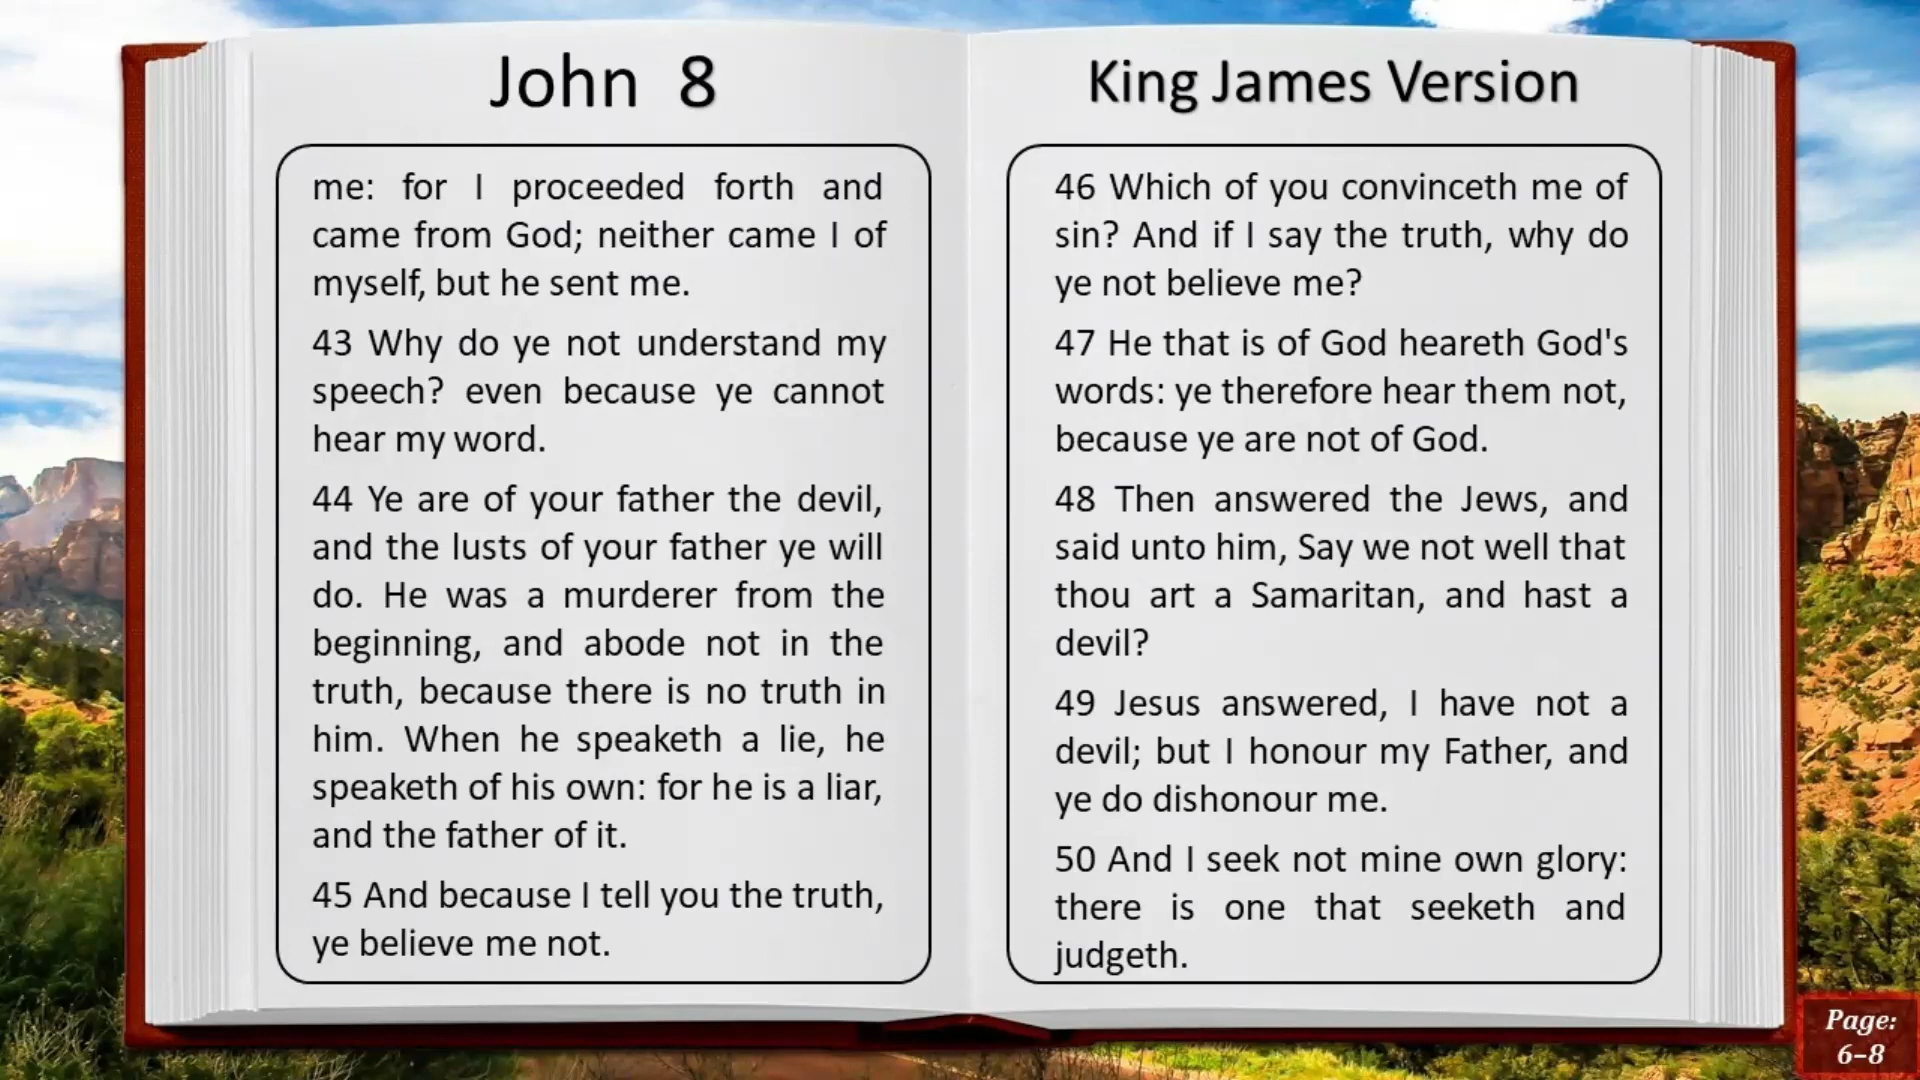 John 8
me: for I proceeded forth and
came from God; neither came I of
myself, but he sent me.
43 Why do ye not understand my
speech? even because ye cannot
hear my word.
44 Ye are of your father the devil,
and the lusts of your father ye will
do. He was a murderer from the
beginning, and abode not in the
truth, because there is no truth in
him. When he speaketh a lie, he
speaketh of his own: for he is a liar,
and the father of it.
45 And because I tell you the truth,
ye believe me not.
King James Version
46 Which of you convinceth me of
sin? And if I say the truth, why do
ye not believe me?
47 He that is of God heareth God's
words: ye therefore hear them not,
because ye are not of God.
48 Then answered the Jews, and
said unto him, Say we not well that
thou art a Samaritan, and hast a
devil?
49 Jesus answered, I have not a
devil; but I honour my Father, and
ye do dishonour me.
50 And I seek not mine own glory:
there is one that seeketh and
judgeth.
Page:
6-8